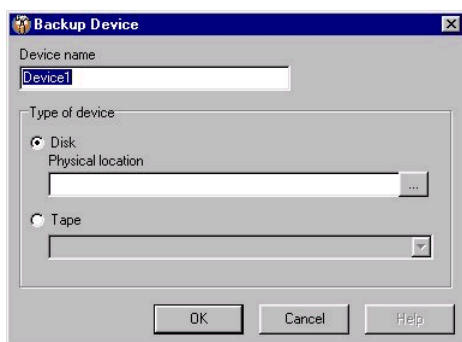 Backup Device
Device name
Device1
Type of device
Disk
Physical location
...
Tape
OK Cancel Help